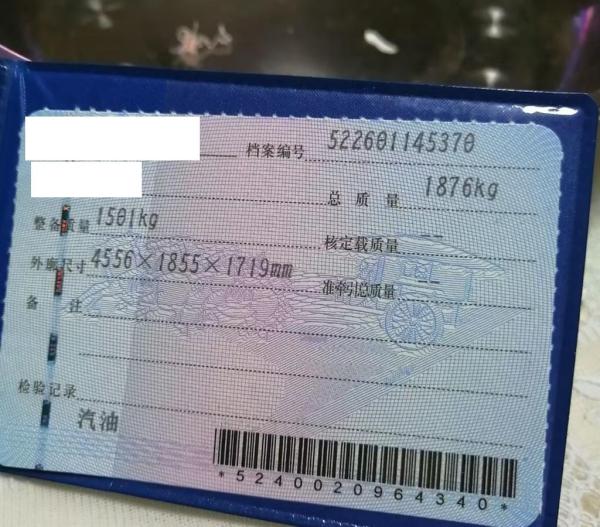 档案编号 522601145370
总质量 1876kg
整备质量 1501kg 核定载质量 --
外廓尺寸 4556×1855×1719mm 准牵引总质量 --
备注
检验记录
汽油
*5240020964340*